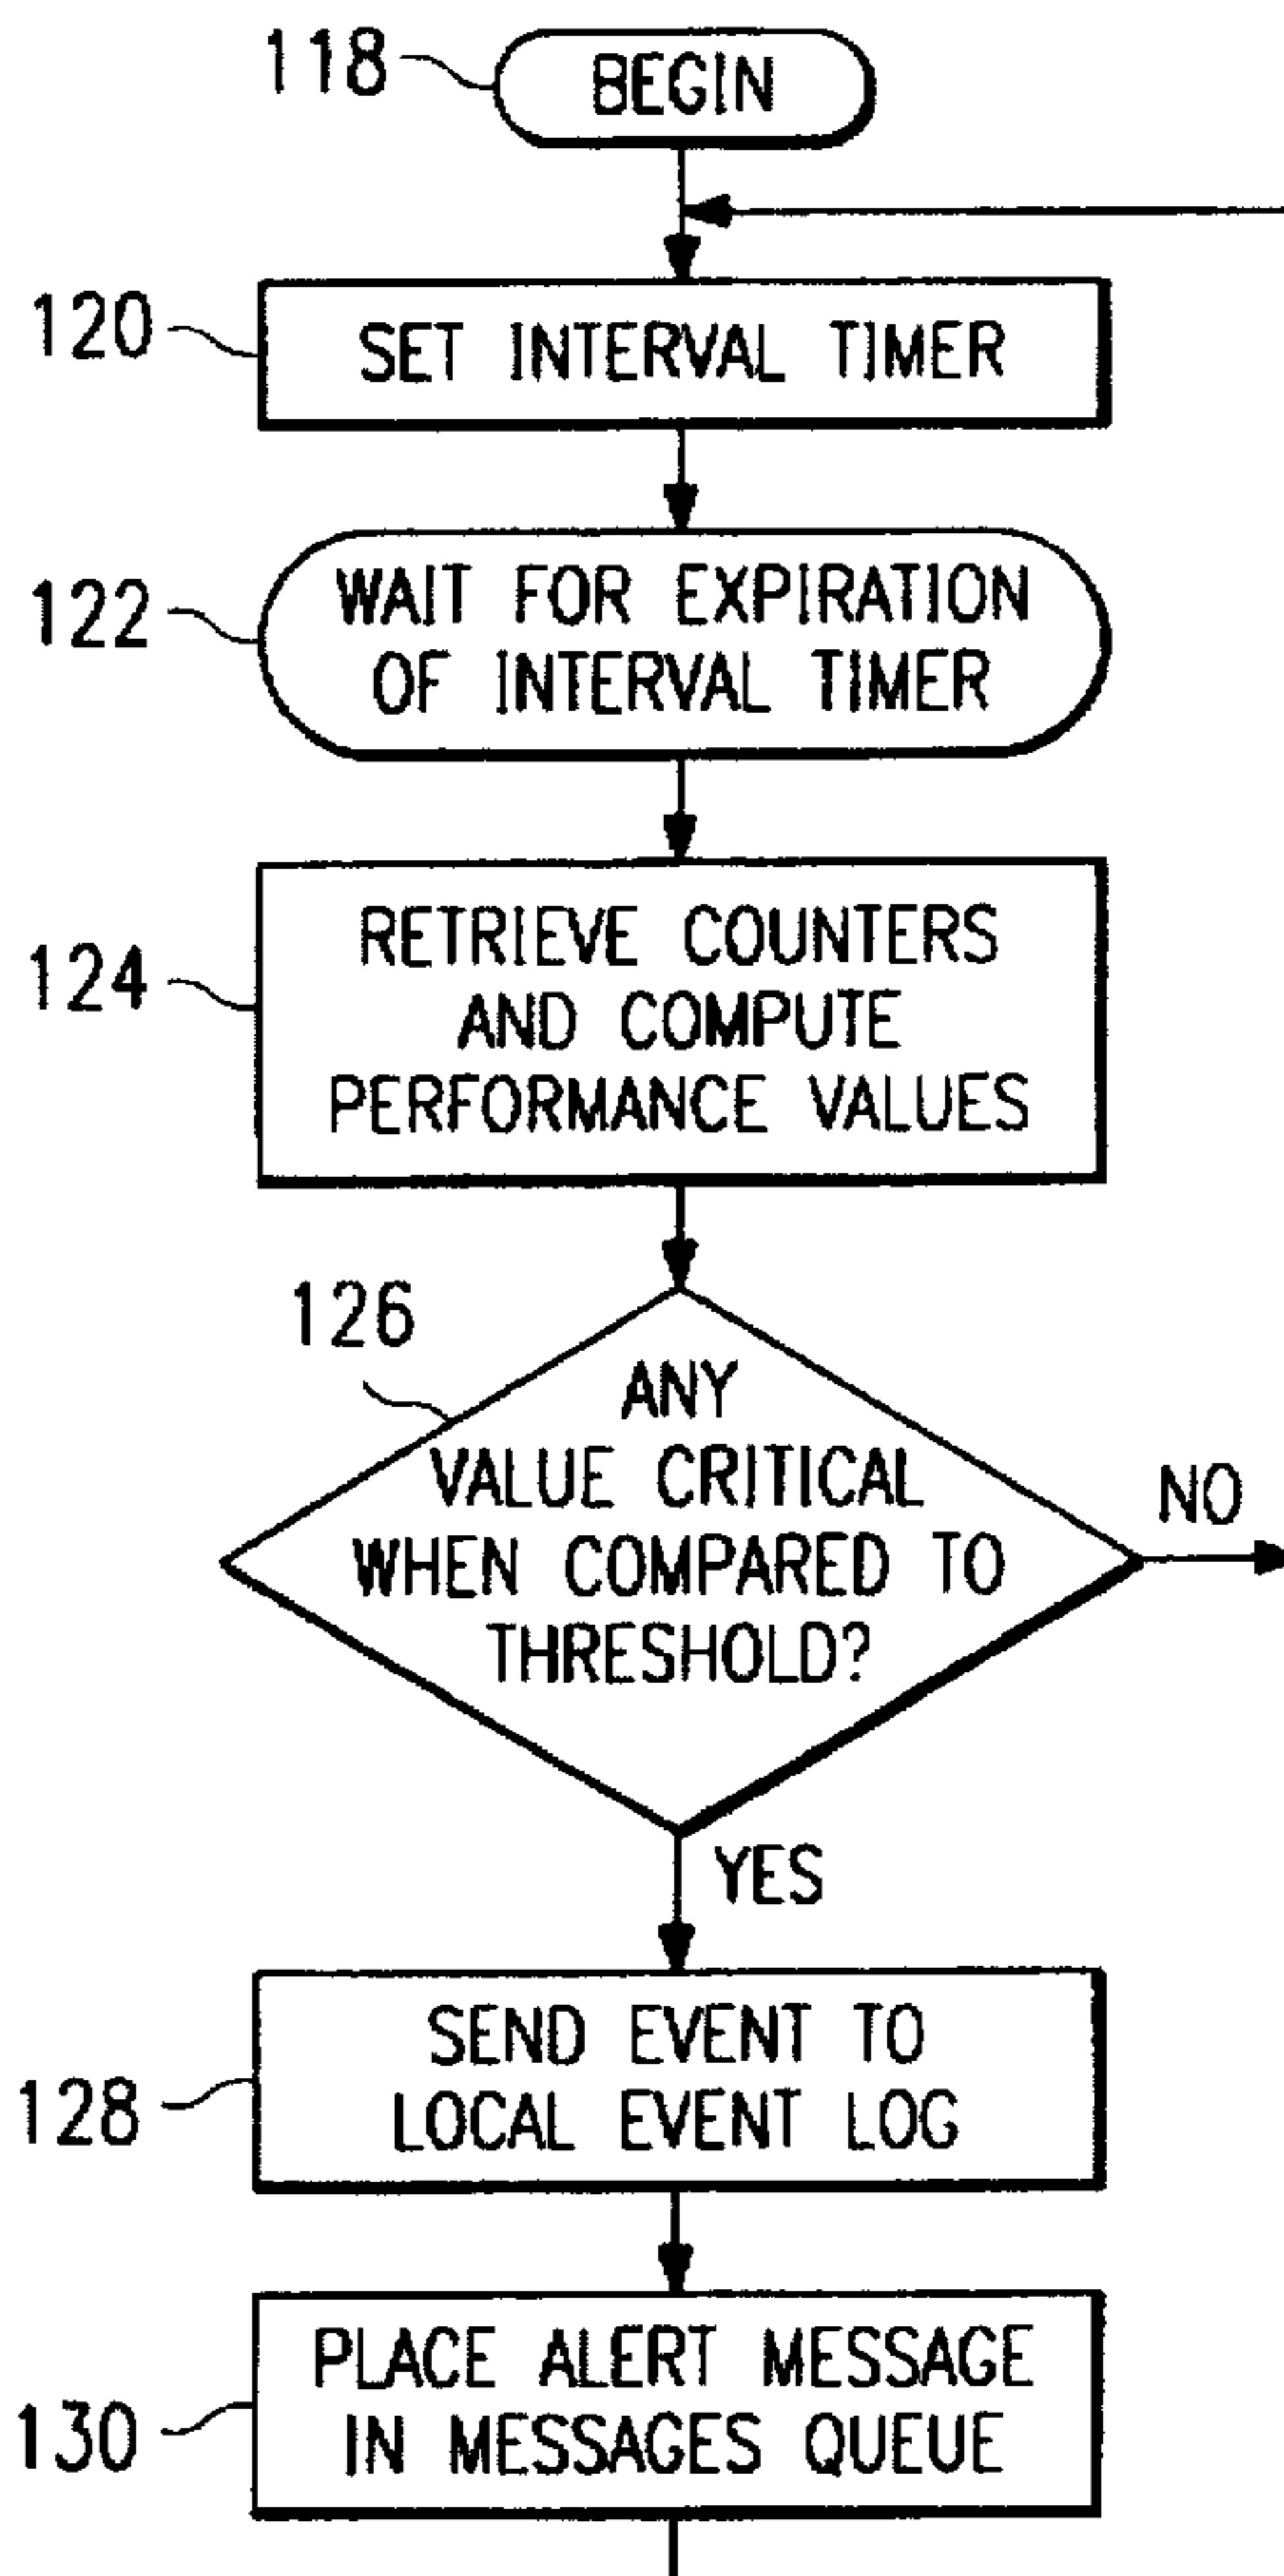 118
BEGIN
120
SET INTERVAL TIMER
122
WAIT FOR EXPIRATION
OF INTERVAL TIMER
124
RETRIEVE COUNTERS
AND COMPUTE
PERFORMANCE VALUES
126
ANY
VALUE CRITICAL
WHEN COMPARED TO
THRESHOLD?
NO
YES
128
SEND EVENT TO
LOCAL EVENT LOG
130
PLACE ALERT MESSAGE
IN MESSAGES QUEUE